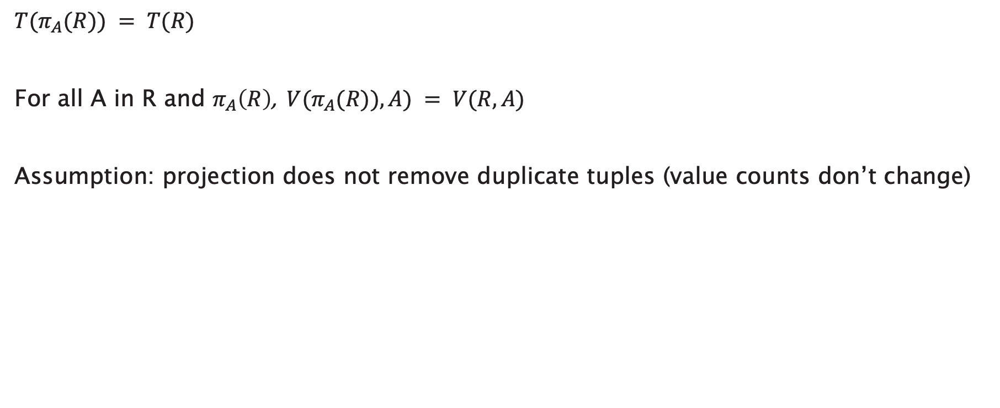 T(π_A(R)) = T(R)
For all A in R and π_A(R), V(π_A(R)), A) = V(R, A)
Assumption: projection does not remove duplicate tuples (value counts don’t change)